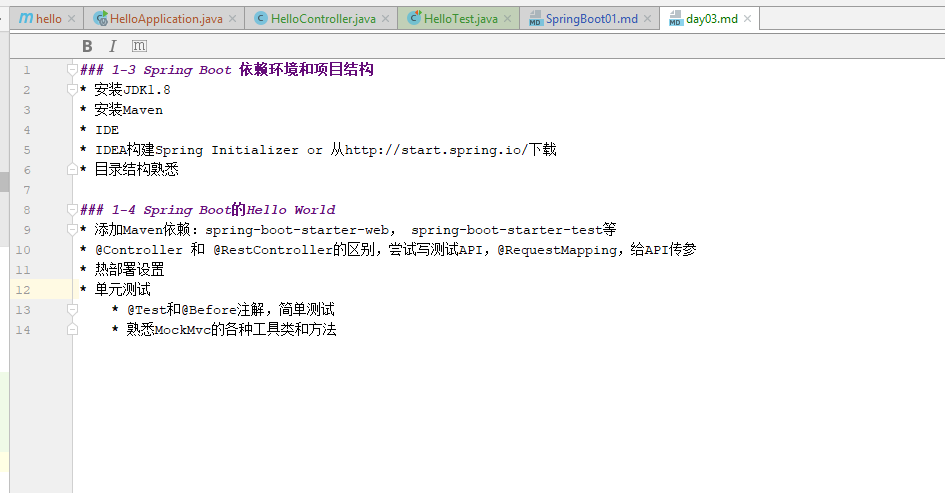 hello HelloApplication.java HelloController.java HelloTest.java SpringBoot01.md day03.md
B I m
1 ### 1-3 Spring Boot 依赖环境和项目结构
2 * 安装JDK1.8
3 * 安装Maven
4 * IDE
5 * IDEA构建Spring Initializer or 从http://start.spring.io/下载
6 * 目录结构熟悉
7
8 ### 1-4 Spring Boot的Hello World
9 * 添加Maven依赖：spring-boot-starter-web， spring-boot-starter-test等
10 * @Controller 和 @RestController的区别，尝试写测试API，@RequestMapping，给API传参
11 * 热部署设置
12 * 单元测试
13 * @Test和@Before注解，简单测试
14 * 熟悉MockMvc的各种工具类和方法